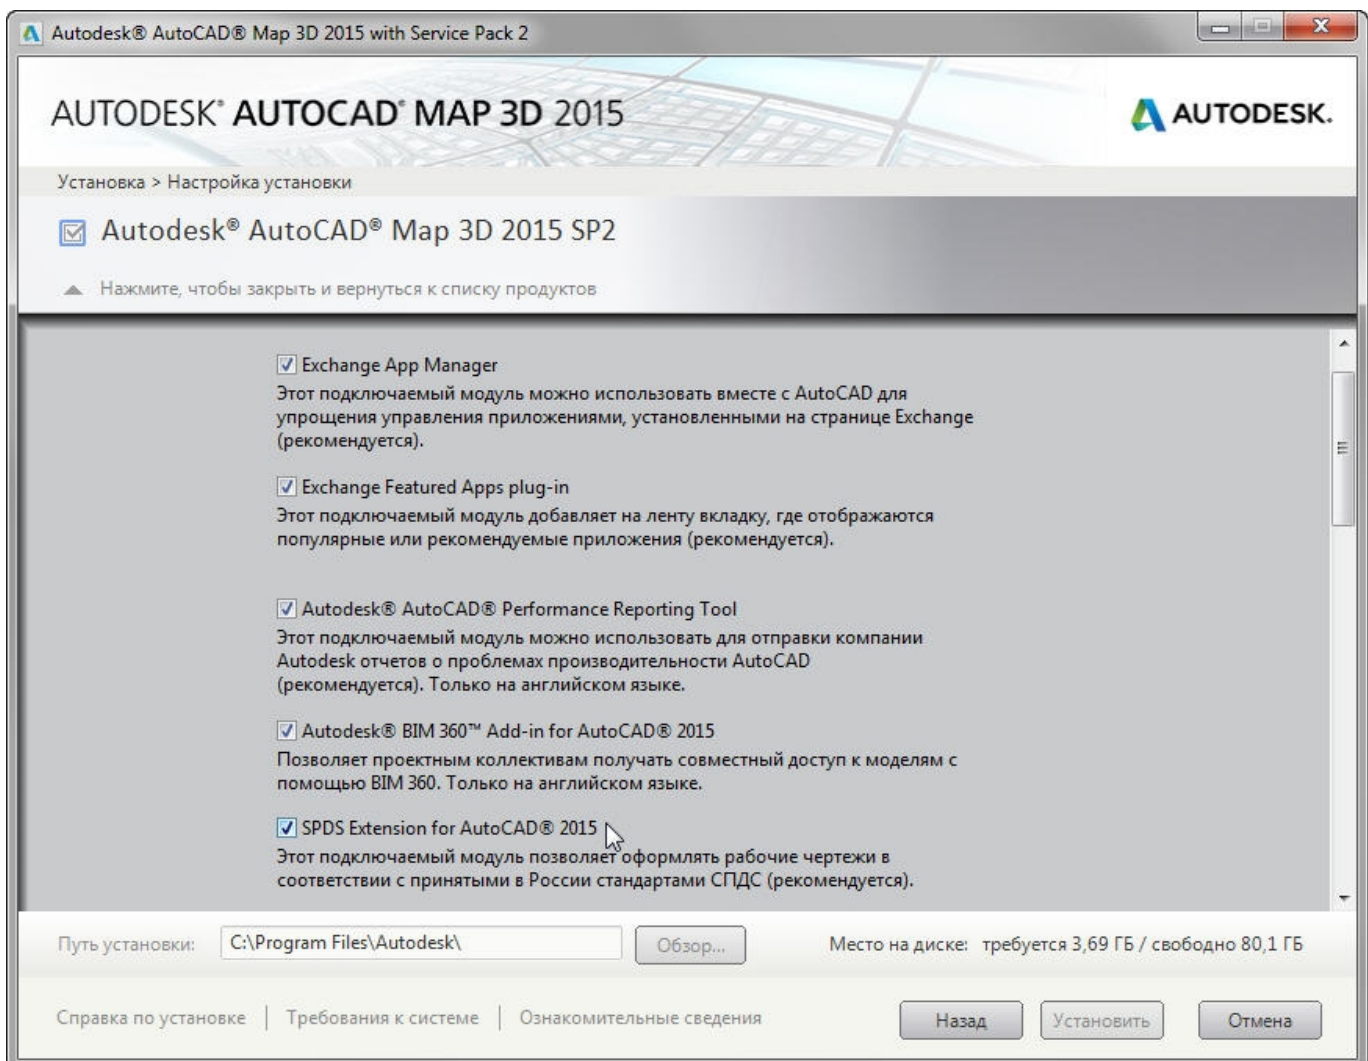 Autodesk® AutoCAD® Map 3D 2015 with Service Pack 2
AUTODESK® AUTOCAD® MAP 3D 2015
AUTODESK.
Установка > Настройка установки
Autodesk® AutoCAD® Map 3D 2015 SP2
Нажмите, чтобы закрыть и вернуться к списку продуктов
Exchange App Manager
Этот подключаемый модуль можно использовать вместе с AutoCAD для
упрощения управления приложениями, установленными на странице Exchange
(рекомендуется).
Exchange Featured Apps plug-in
Этот подключаемый модуль добавляет на ленту вкладку, где отображаются
популярные или рекомендуемые приложения (рекомендуется).
Autodesk® AutoCAD® Performance Reporting Tool
Этот подключаемый модуль можно использовать для отправки компании
Autodesk отчетов о проблемах производительности AutoCAD
(рекомендуется). Только на английском языке.
Autodesk® BIM 360™ Add-in for AutoCAD® 2015
Позволяет проектным коллективам получать совместный доступ к моделям с
помощью BIM 360. Только на английском языке.
SPDS Extension for AutoCAD® 2015
Этот подключаемый модуль позволяет оформлять рабочие чертежи в
соответствии с принятыми в России стандартами СПДС (рекомендуется).
Путь установки: C:\Program Files\Autodesk\ Обзор... Место на диске: требуется 3,69 ГБ / свободно 80,1 ГБ
Справка по установке | Требования к системе | Ознакомительные сведения Назад Установить Отмена